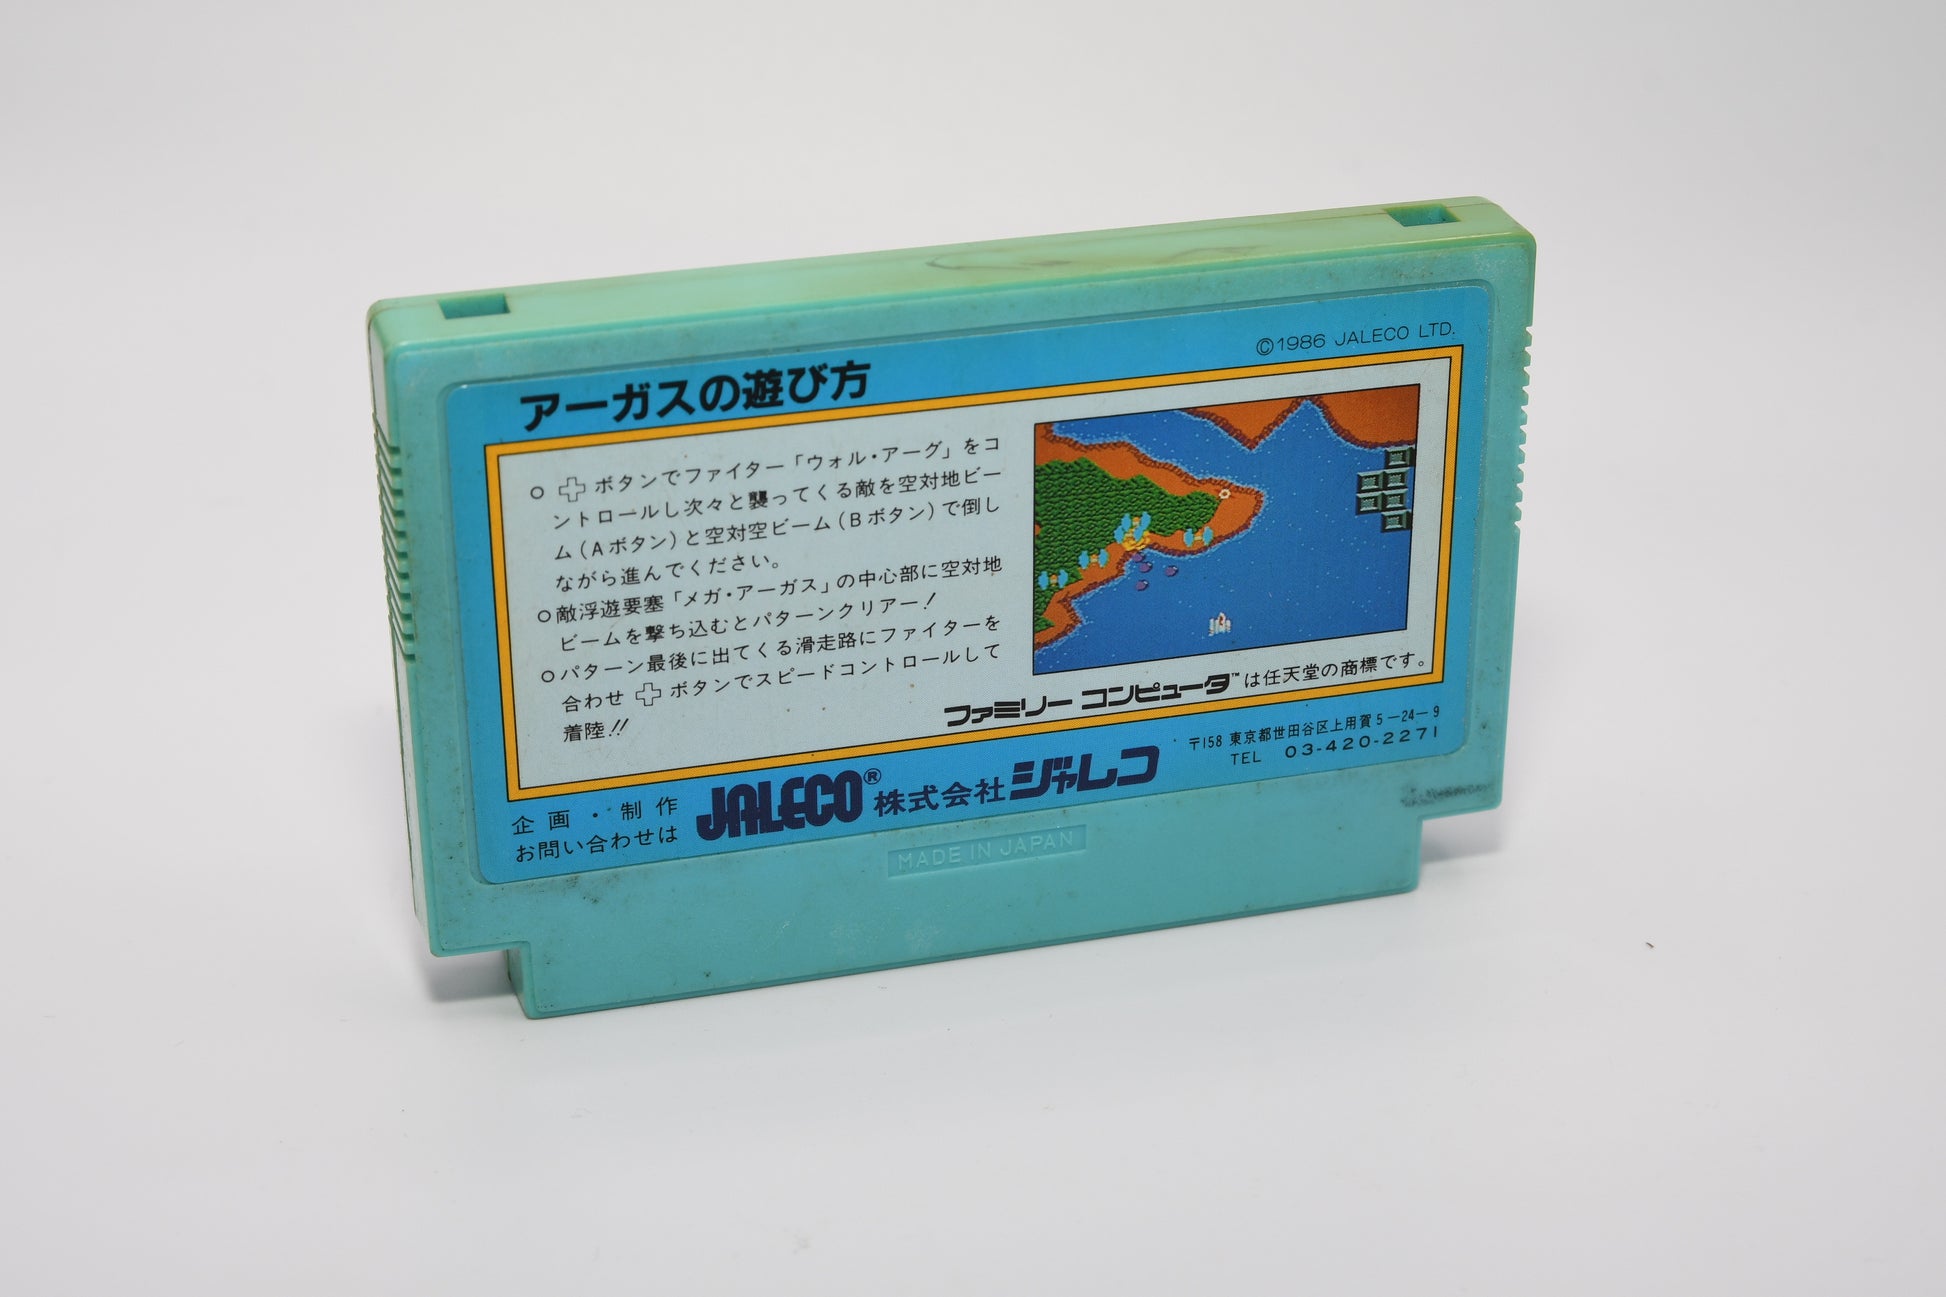 ©1986 JALECO LTD.
アーガスの遊び方
○ ボタンでファイター「ウォル・アーグ」をコ
ントロールし次々と襲ってくる敵を空対地ビー
ム(Aボタン)と空対空ビーム(Bボタン)で倒し
ながら進んでください。
○敵浮遊要塞「メガ・アーガス」の中心部に空対地
ビームを撃ち込むとパターンクリアー!
○パターン最後に出てくる滑走路にファイターを
合わせ ボタンでスピードコントロールして
着陸!!
ファミリー コンピュータ™は任天堂の商標です。
企画・制作
お問い合わせは
JALECO® 株式会社ジャレコ
〒158 東京都世田谷区上用賀5-24-9
TEL 03-420-2271
MADE IN JAPAN